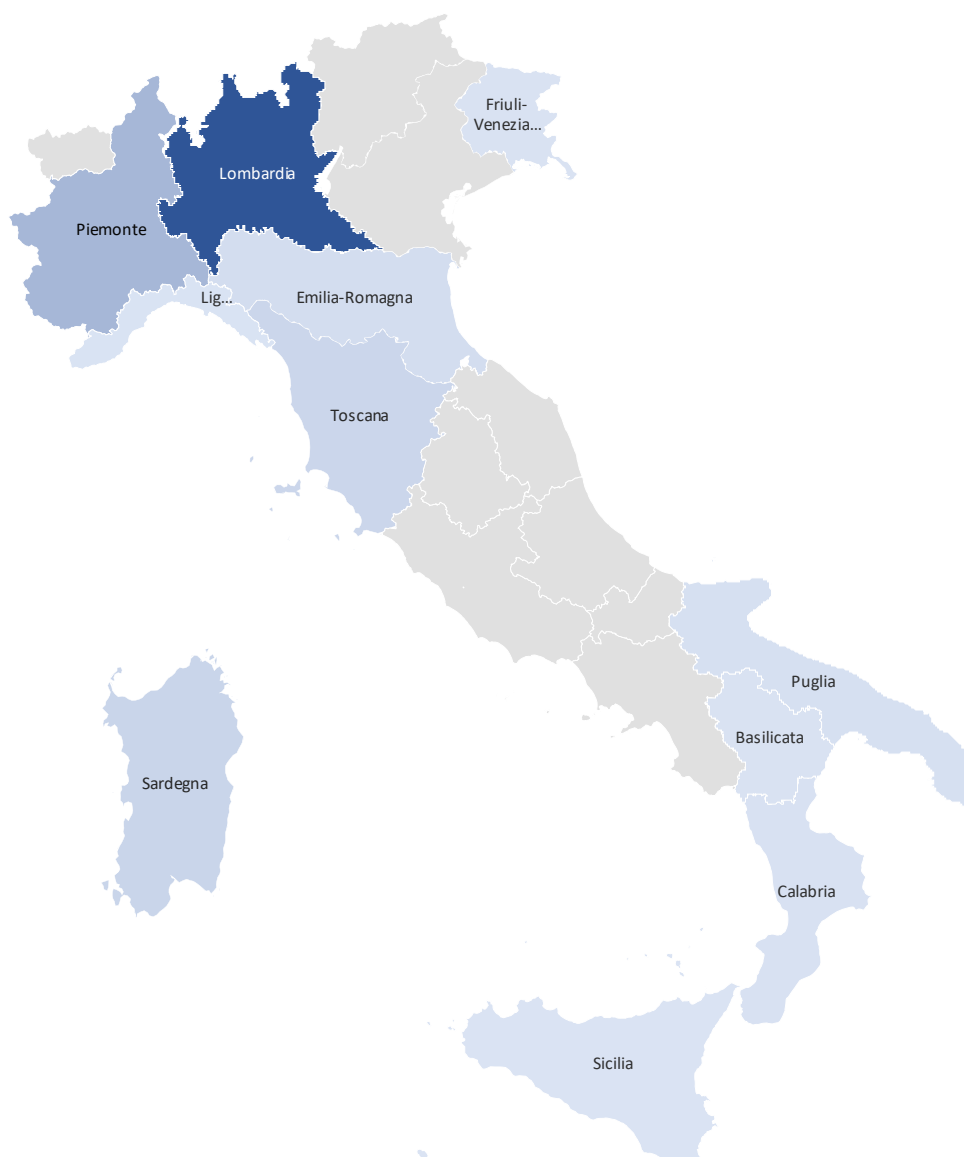 Friuli-
Venezia...
Lombardia
Piemonte
Lig...
Emilia-Romagna
Toscana
Puglia
Basilicata
Sardegna
Calabria
Sicilia